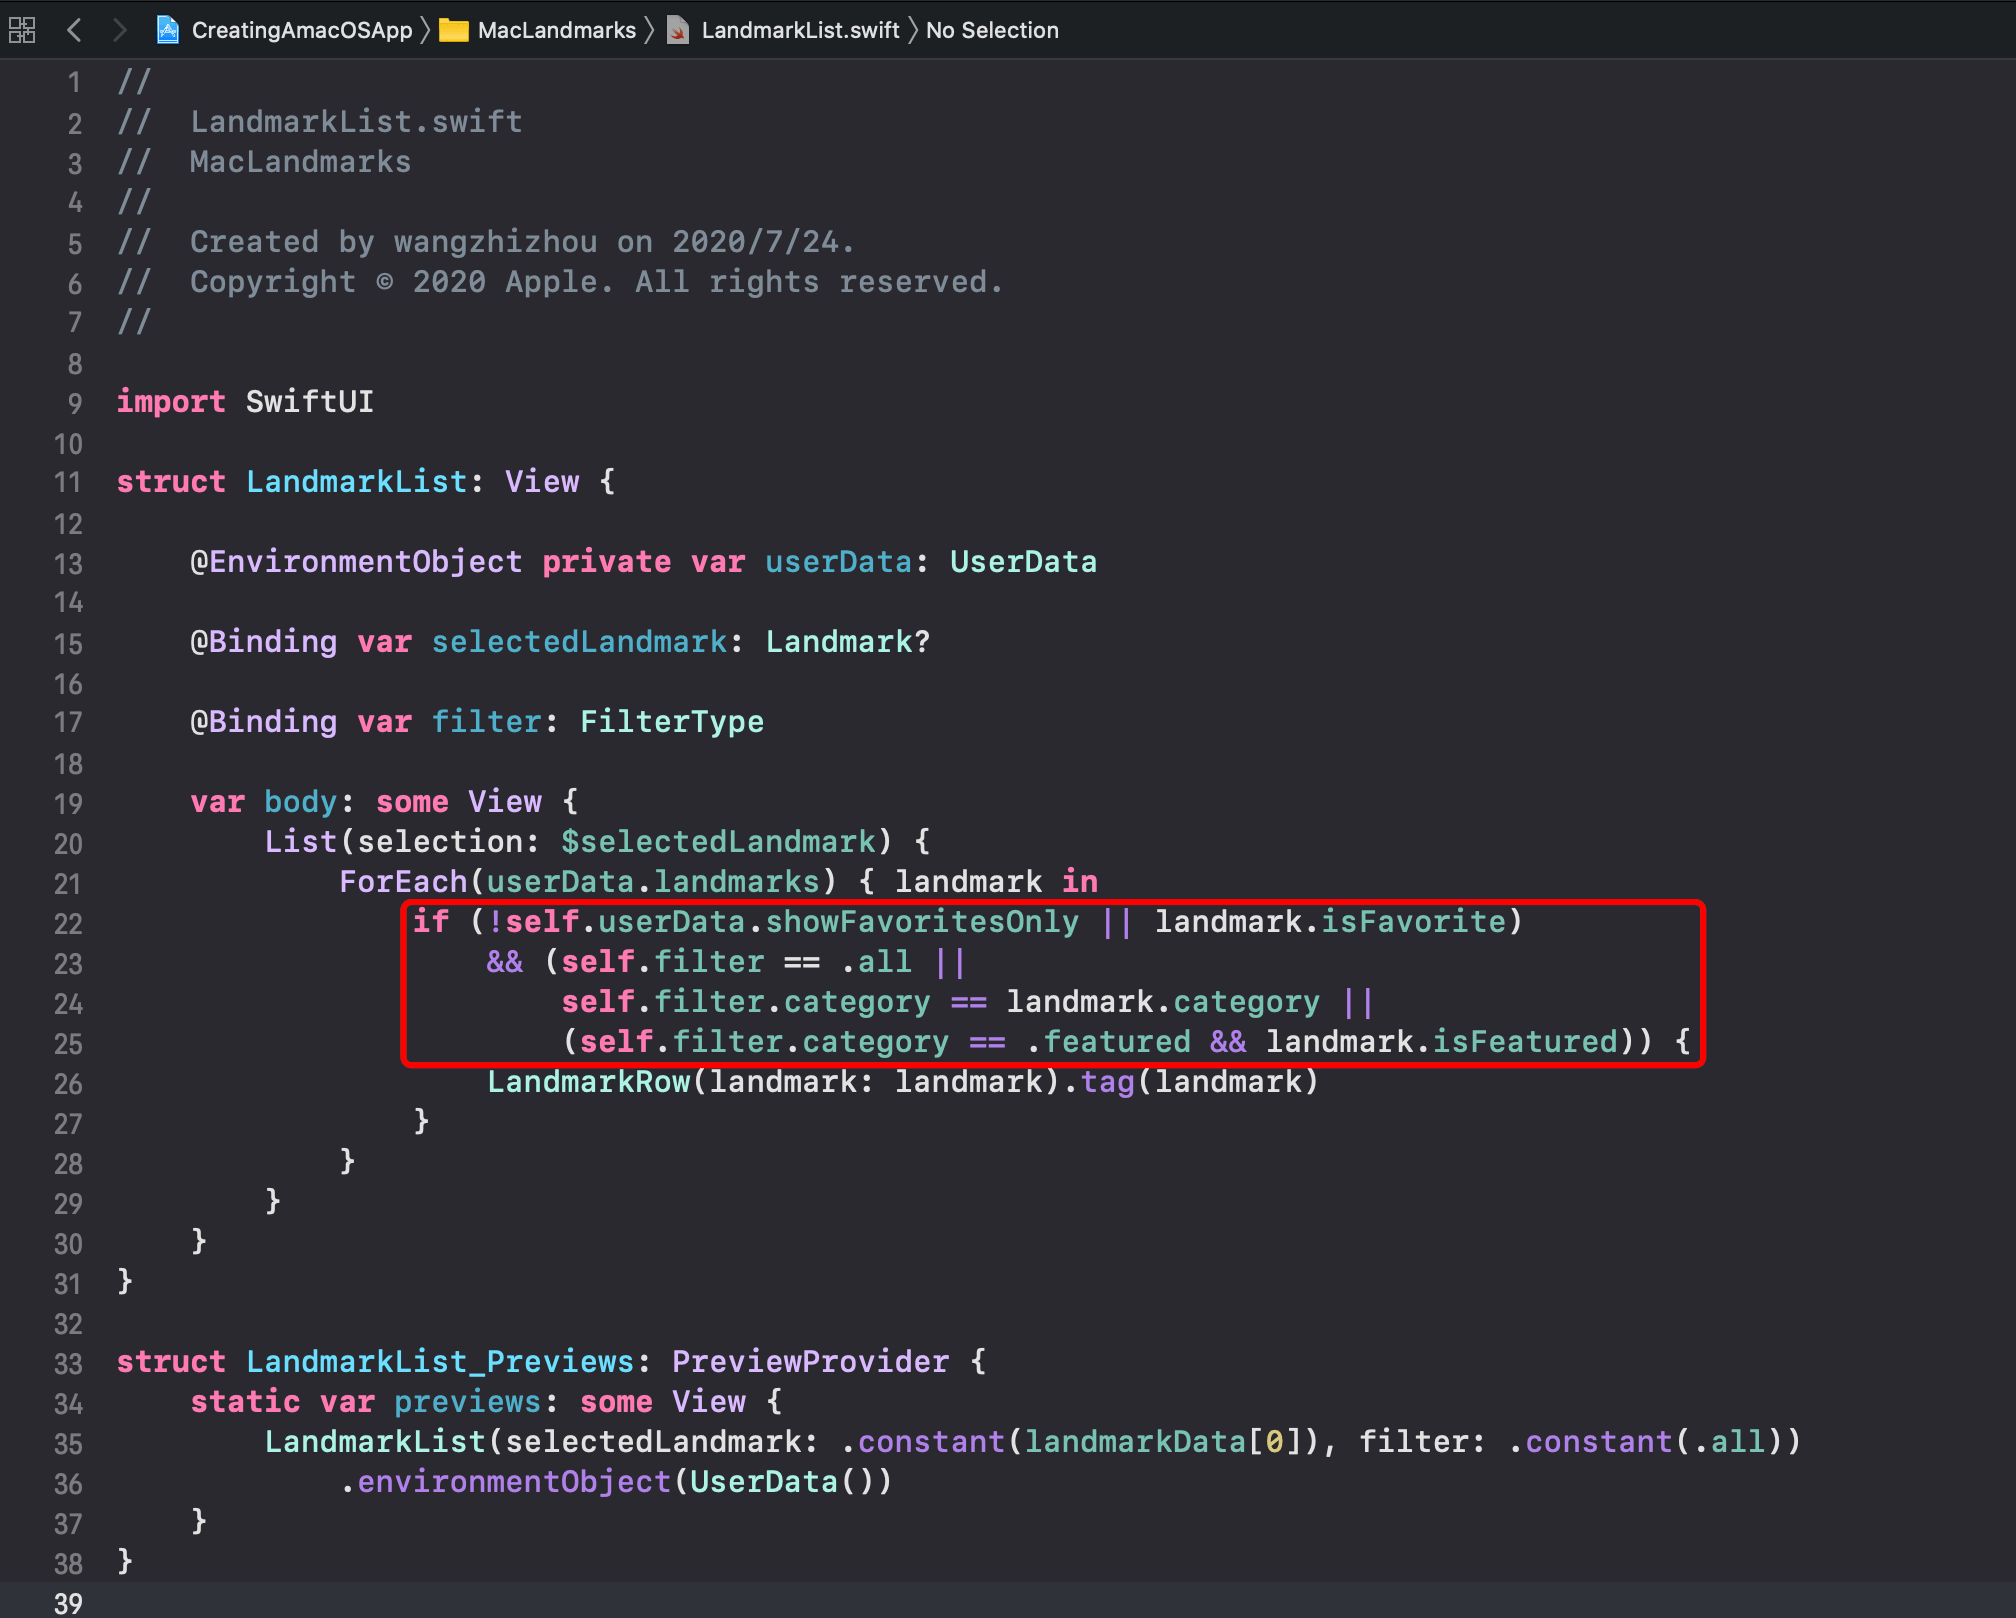 CreatingAmacOSApp 〉 MacLandmarks 〉 LandmarkList.swift 〉 No Selection
1 //
2 //  LandmarkList.swift
3 //  MacLandmarks
4 //
5 //  Created by wangzhizhou on 2020/7/24.
6 //  Copyright © 2020 Apple. All rights reserved.
7 //
8
9 import SwiftUI
10
11 struct LandmarkList: View {
12
13     @EnvironmentObject private var userData: UserData
14
15     @Binding var selectedLandmark: Landmark?
16
17     @Binding var filter: FilterType
18
19     var body: some View {
20         List(selection: $selectedLandmark) {
21             ForEach(userData.landmarks) { landmark in
22                 if (!self.userData.showFavoritesOnly || landmark.isFavorite)
23                     && (self.filter == .all ||
24                         self.filter.category == landmark.category ||
25                         (self.filter.category == .featured && landmark.isFeatured)) {
26                     LandmarkRow(landmark: landmark).tag(landmark)
27                 }
28             }
29         }
30     }
31 }
32
33 struct LandmarkList_Previews: PreviewProvider {
34     static var previews: some View {
35         LandmarkList(selectedLandmark: .constant(landmarkData[0]), filter: .constant(.all))
36             .environmentObject(UserData())
37     }
38 }
39